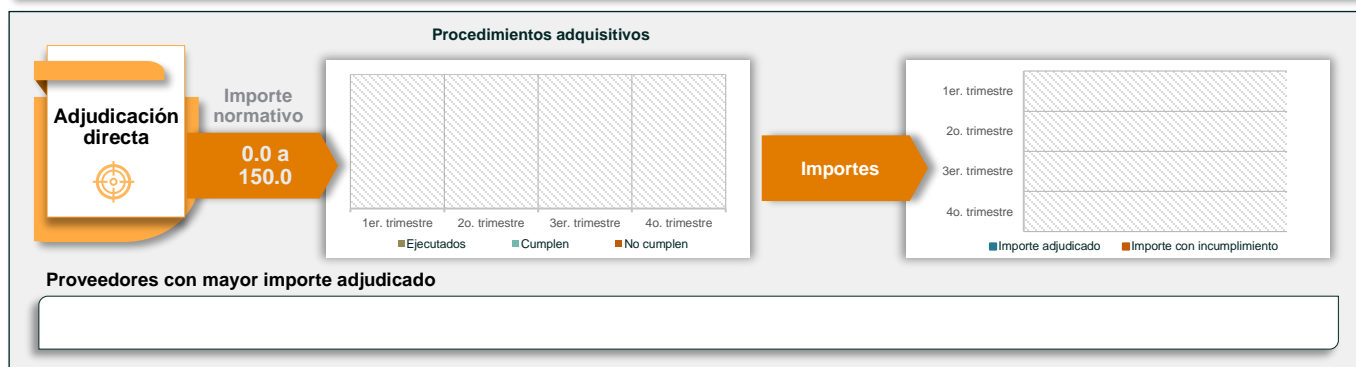 Procedimientos adquisitivos
Adjudicación
directa
Importe
normativo
0.0 a
150.0
1er. trimestre
2o. trimestre
3er. trimestre
4o. trimestre
Ejecutados
Cumplen
No cumplen
Importes
1er. trimestre
2o. trimestre
3er. trimestre
4o. trimestre
Importe adjudicado
Importe con incumplimiento
Proveedores con mayor importe adjudicado